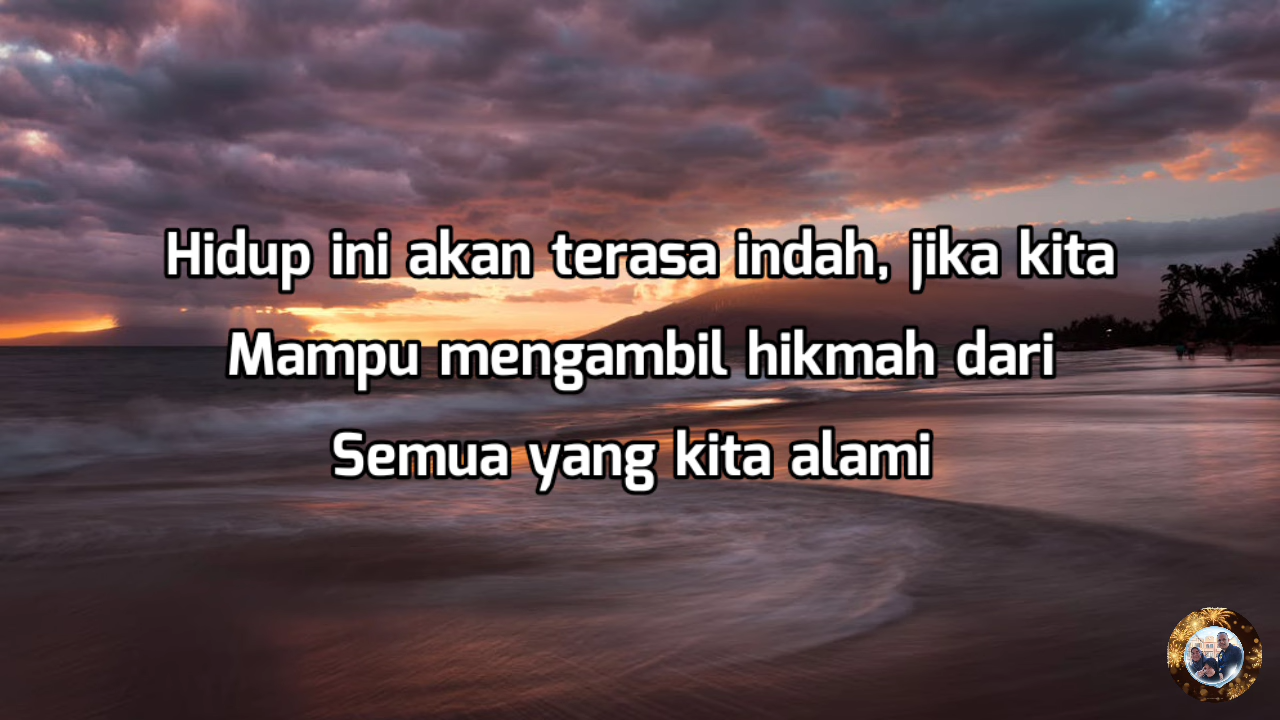 Hidup ini akan terasa indah, jika kita
Mampu mengambil hikmah dari
Semua yang kita alami